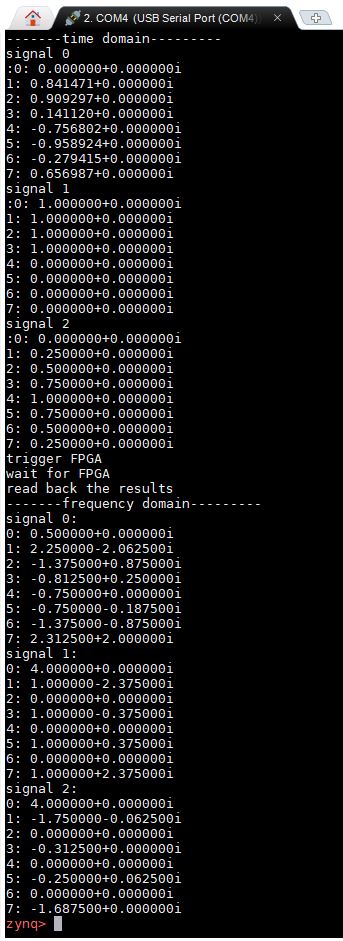 2. COM4 (USB Serial Port (COM4)
--------time domain---------
signal 0
:0: 0.000000+0.000000i
1: 0.841471+0.000000i
2: 0.909297+0.000000i
3: 0.141120+0.000000i
4: -0.756802+0.000000i
5: -0.958924+0.000000i
6: -0.279415+0.000000i
7: 0.656987+0.000000i
signal 1
:0: 1.000000+0.000000i
1: 1.000000+0.000000i
2: 1.000000+0.000000i
3: 1.000000+0.000000i
4: 0.000000+0.000000i
5: 0.000000+0.000000i
6: 0.000000+0.000000i
7: 0.000000+0.000000i
signal 2
:0: 0.000000+0.000000i
1: 0.250000+0.000000i
2: 0.500000+0.000000i
3: 0.750000+0.000000i
4: 1.000000+0.000000i
5: 0.750000+0.000000i
6: 0.500000+0.000000i
7: 0.250000+0.000000i
trigger FPGA
wait for FPGA
read back the results
-------frequency domain---------
signal 0:
0: 0.500000+0.000000i
1: 2.250000-2.062500i
2: -1.375000+0.875000i
3: -0.812500+0.250000i
4: -0.750000+0.000000i
5: -0.750000-0.187500i
6: -1.375000-0.875000i
7: 2.312500+2.000000i
signal 1:
0: 4.000000+0.000000i
1: 1.000000-2.375000i
2: 0.000000+0.000000i
3: 1.000000-0.375000i
4: 0.000000+0.000000i
5: 1.000000+0.375000i
6: 0.000000+0.000000i
7: 1.000000+2.375000i
signal 2:
0: 4.000000+0.000000i
1: -1.750000-0.062500i
2: 0.000000+0.000000i
3: -0.312500+0.000000i
4: 0.000000+0.000000i
5: -0.250000+0.062500i
6: 0.000000+0.000000i
7: -1.687500+0.000000i
zynq>